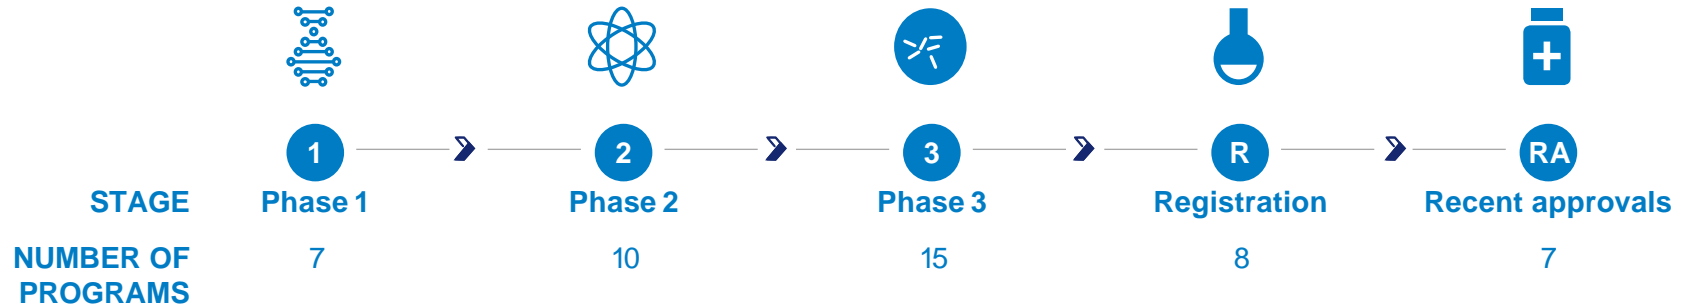 1 2 3 R RA
STAGE Phase 1 Phase 2 Phase 3 Registration Recent approvals
NUMBER OF 7 10 15 8 7
PROGRAMS